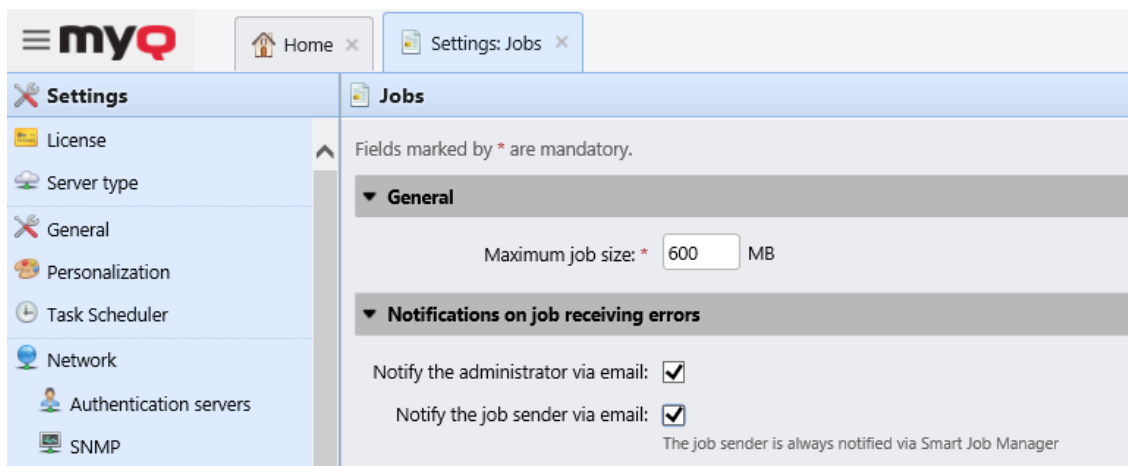 myQ
Home
Settings: Jobs
Settings
License
Server type
General
Personalization
Task Scheduler
Network
Authentication servers
SNMP
Jobs
Fields marked by * are mandatory.
General
Maximum job size: * 600 MB
Notifications on job receiving errors
Notify the administrator via email:
Notify the job sender via email:
The job sender is always notified via Smart Job Manager